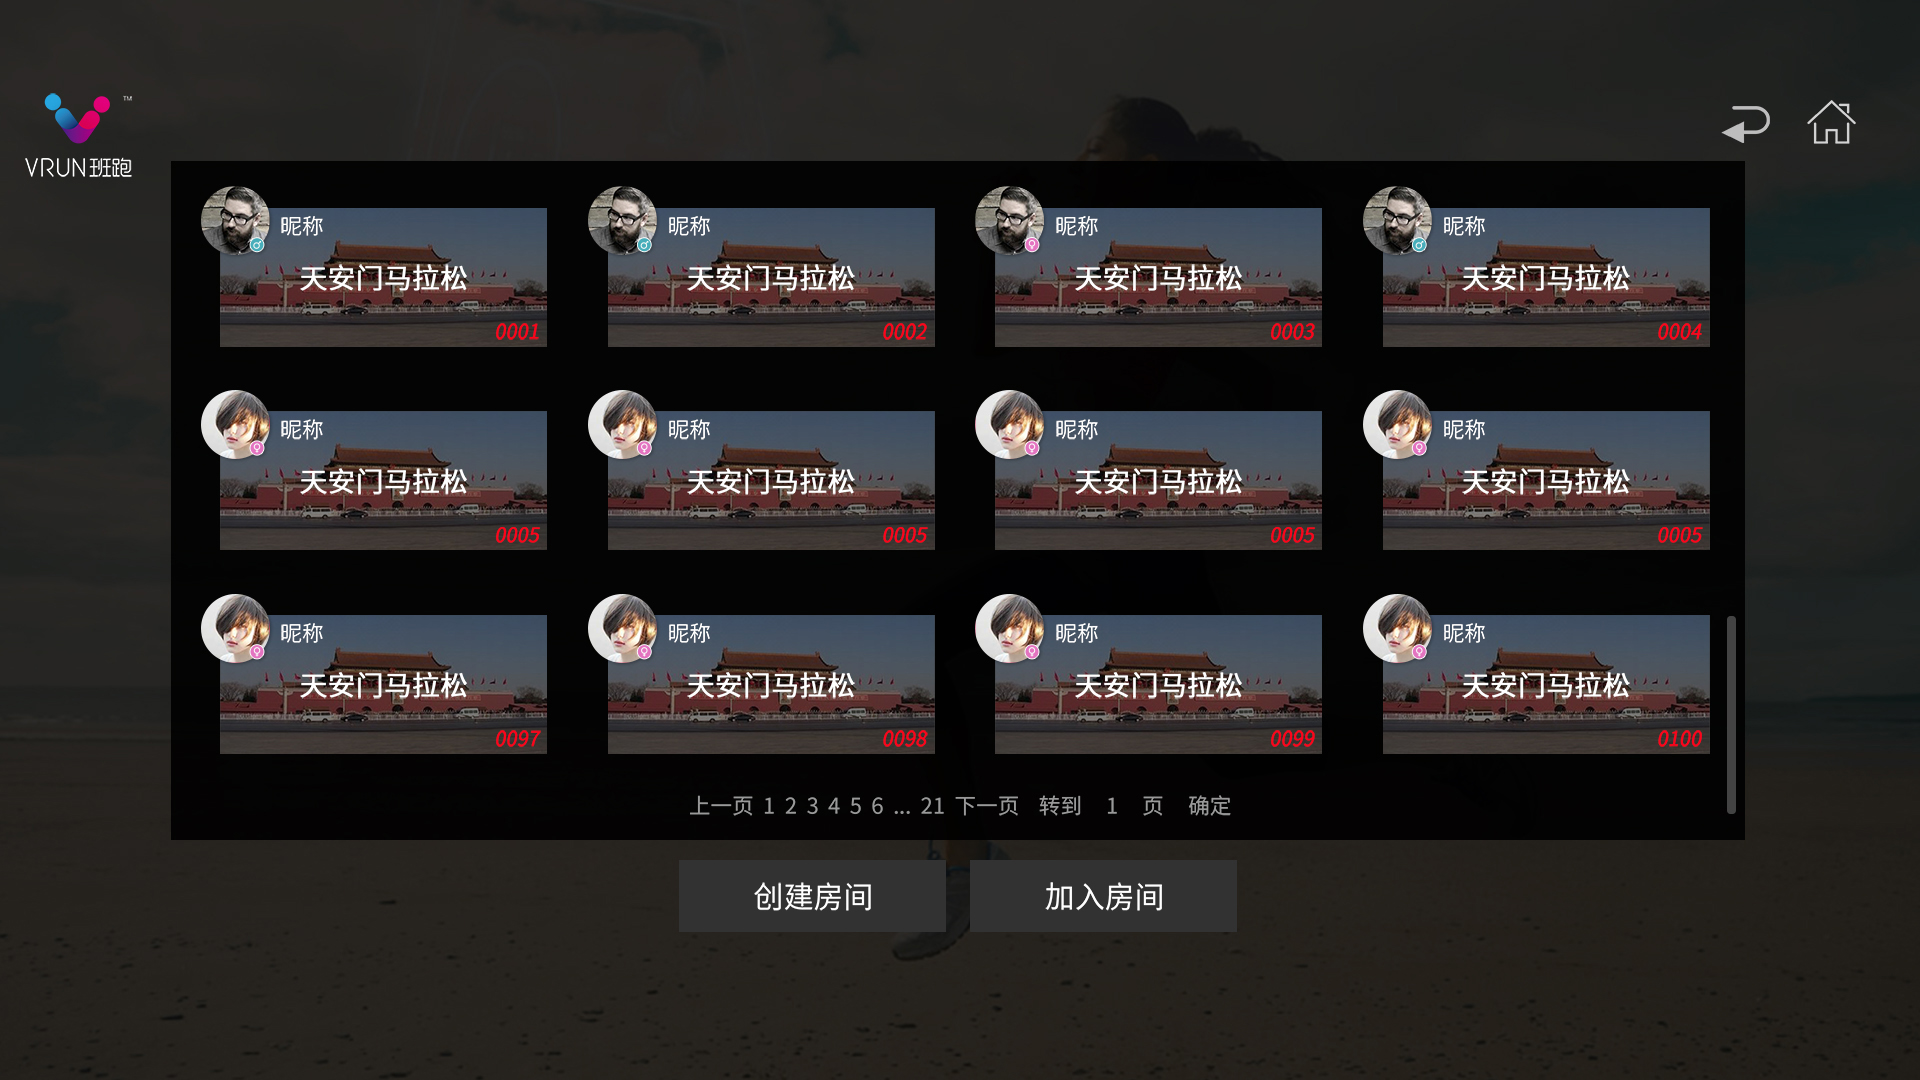 TM
VRUN班跑
昵称 昵称 昵称 昵称
天安门马拉松 天安门马拉松 天安门马拉松 天安门马拉松
0001 0002 0003 0004
昵称 昵称 昵称 昵称
天安门马拉松 天安门马拉松 天安门马拉松 天安门马拉松
0005 0005 0005 0005
昵称 昵称 昵称 昵称
天安门马拉松 天安门马拉松 天安门马拉松 天安门马拉松
0097 0098 0099 0100
上一页 1 2 3 4 5 6 ... 21 下一页 转到 1 页 确定
创建房间 加入房间